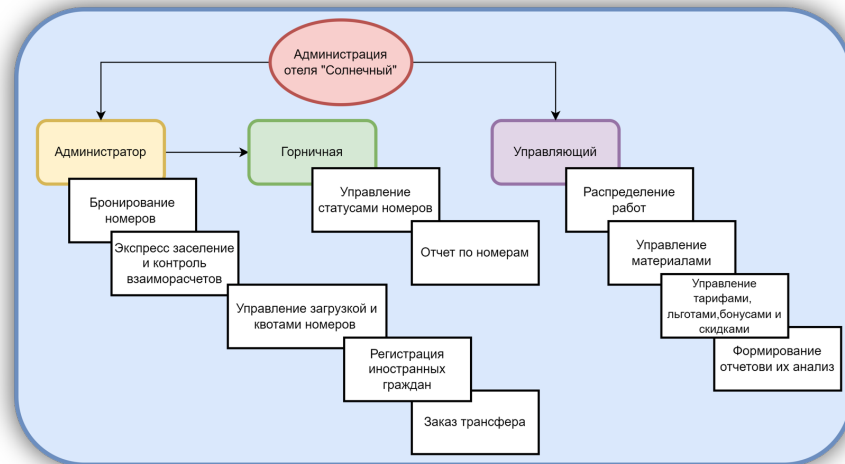 Администрация
отеля "Солнечный"
Администратор
Горничная
Управляющий
Бронирование
номеров
Экспресс заселение
и контроль
взаиморасчетов
Управление загрузкой и
квотами номеров
Регистрация
иностранных
граждан
Заказ трансфера
Управление
статусами номеров
Отчет по номерам
Распределение
работ
Управление
материалами
Управление
тарифами,
льготами,бонусами и
скидками
Формирование
отчетови их анализ